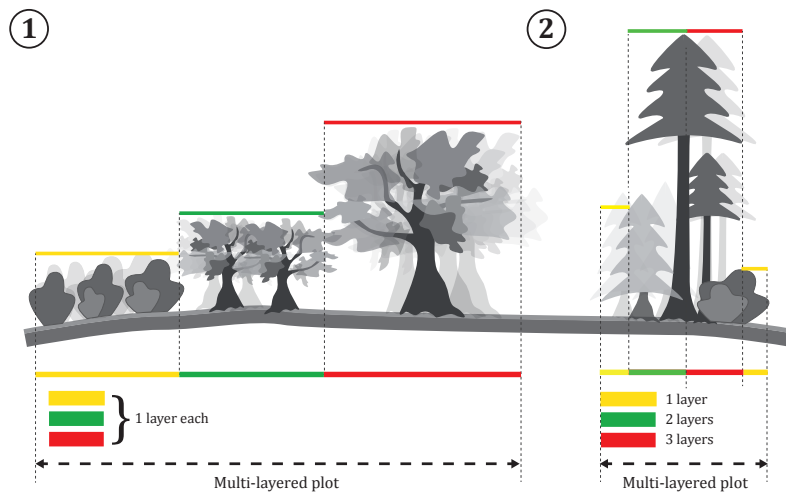 1
2
1 layer each
1 layer
2 layers
3 layers
Multi-layered plot
Multi-layered plot